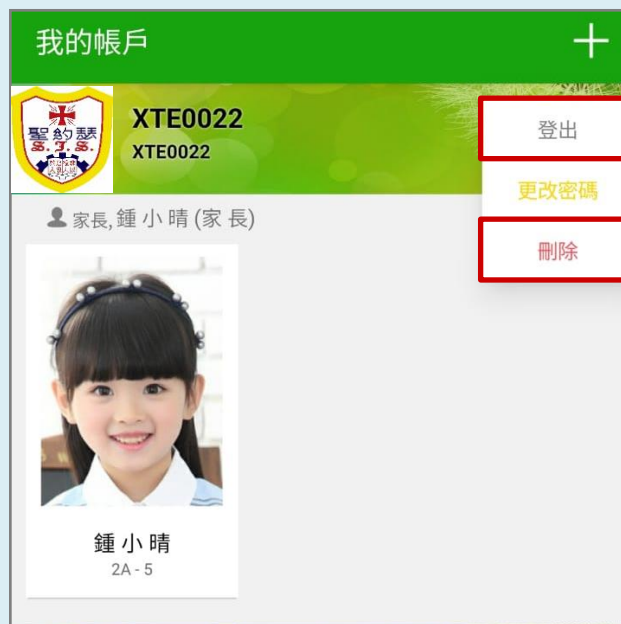 我的帳戶
聖約瑟
S. J. S.
XTE0022
XTE0022
登出
更改密碼
刪除
家長, 鍾 小 晴 (家 長)
鍾 小 晴
2A - 5